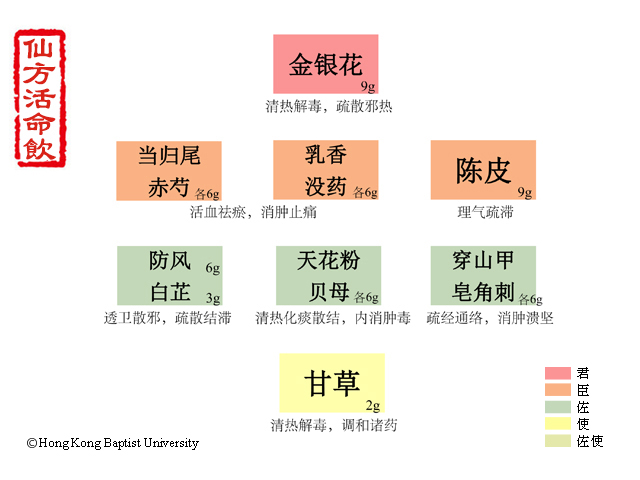 仙方活命飲
金银花
9g
清热解毒，疏散邪热
当归尾
赤芍 各6g
乳香
没药 各6g
活血祛瘀，消肿止痛
陈皮
9g
理气疏滞
防风 6g
白芷 3g
透卫散邪，疏散结滞
天花粉
贝母 各6g
清热化痰散结，内消肿毒
穿山甲
皂角刺 各6g
疏经通络，消肿溃坚
甘草
2g
清热解毒，调和诸药
君
臣
佐
使
佐使
©Hong Kong Baptist University